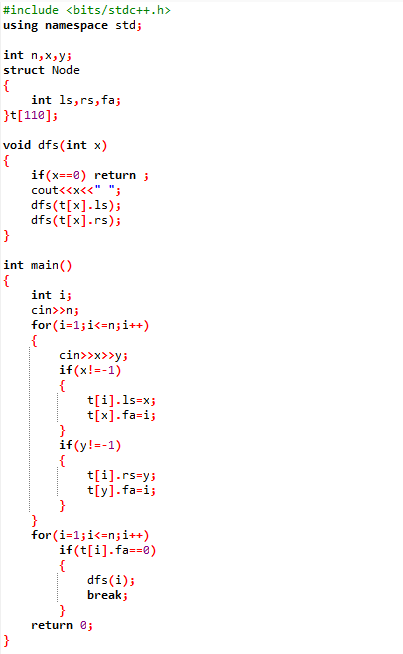 #include <bits/stdc++.h>
using namespace std;
int n,x,y;
struct Node
{
int ls,rs,fa;
}t[110];
void dfs(int x)
{
if(x==0) return ;
cout<<x<<" ";
dfs(t[x].ls);
dfs(t[x].rs);
}
int main()
{
int i;
cin>>n;
for(i=1;i<=n;i++)
{
cin>>x>>y;
if(x!=-1)
{
t[i].ls=x;
t[x].fa=i;
}
if(y!=-1)
{
t[i].rs=y;
t[y].fa=i;
}
}
for(i=1;i<=n;i++)
if(t[i].fa==0)
{
dfs(i);
break;
}
return 0;
}